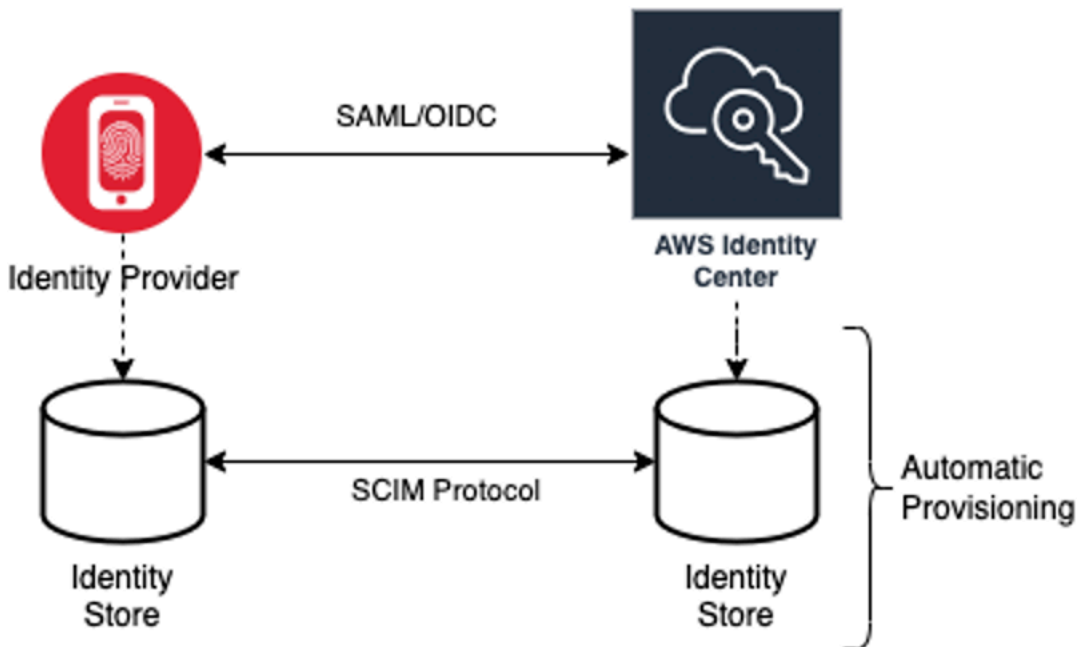 SAML/OIDC
Identity Provider
AWS Identity
Center
SCIM Protocol
Automatic
Provisioning
Identity
Store
Identity
Store